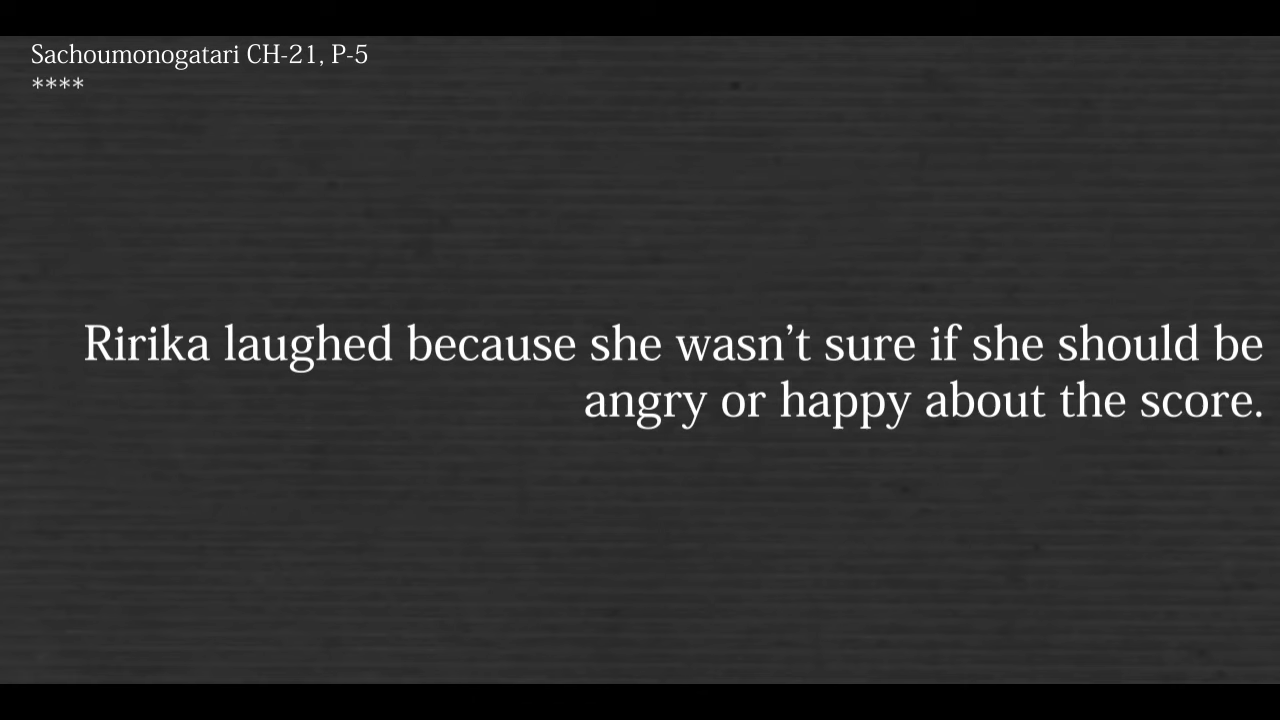 Sachoumonogatari CH-21, P-5
****
Ririka laughed because she wasn’t sure if she should be
angry or happy about the score.